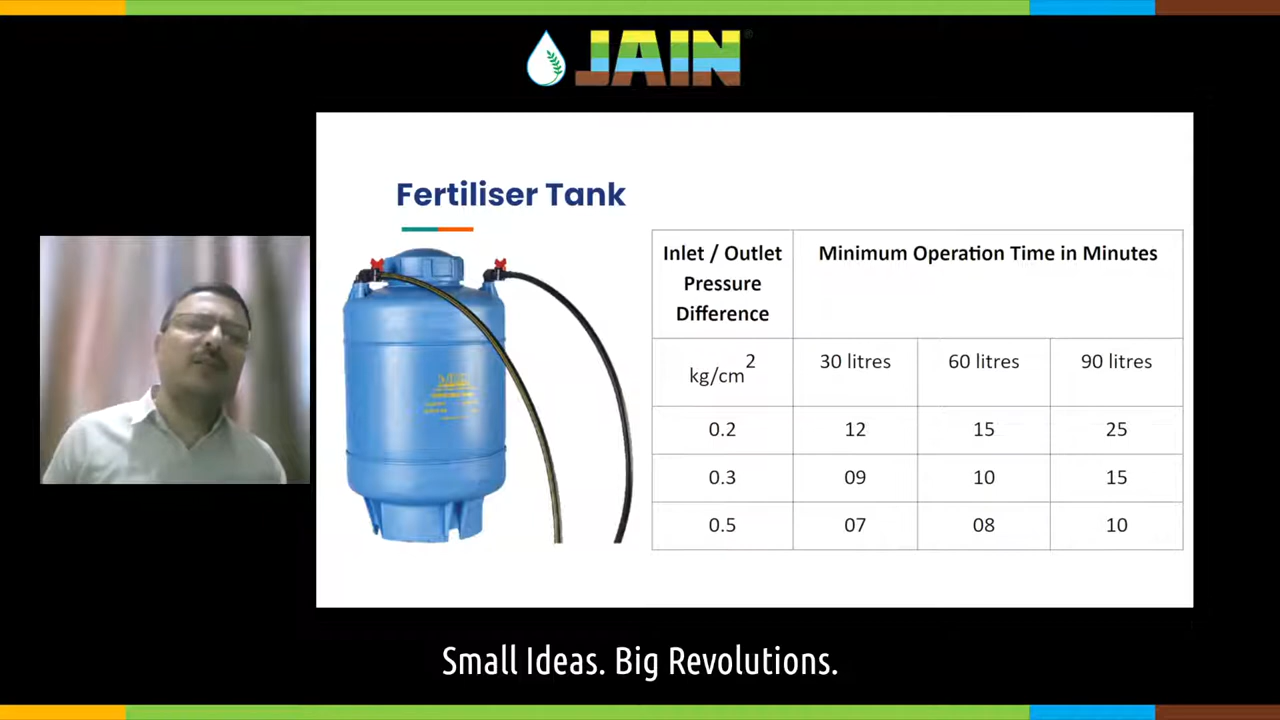 JAIN
Fertiliser Tank
Inlet / Outlet Pressure Difference
Minimum Operation Time in Minutes
kg/cm2
30 litres
60 litres
90 litres
0.2
12
15
25
0.3
09
10
15
0.5
07
08
10
Small Ideas. Big Revolutions.